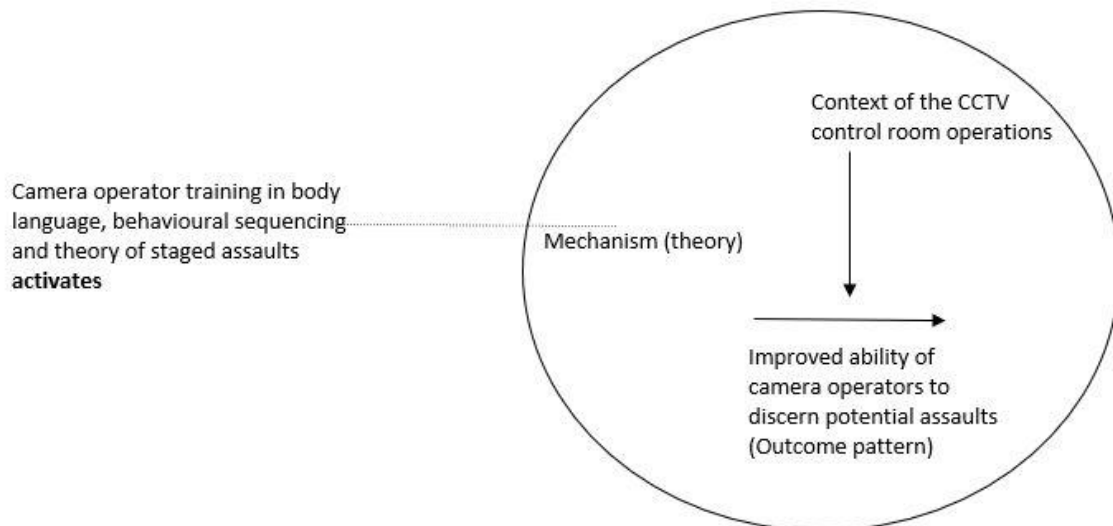 Context of the CCTV
control room operations
Camera operator training in body
language, behavioural sequencing
and theory of staged assaults
activates
Mechanism (theory)
Improved ability of
camera operators to
discern potential assaults
(Outcome pattern)